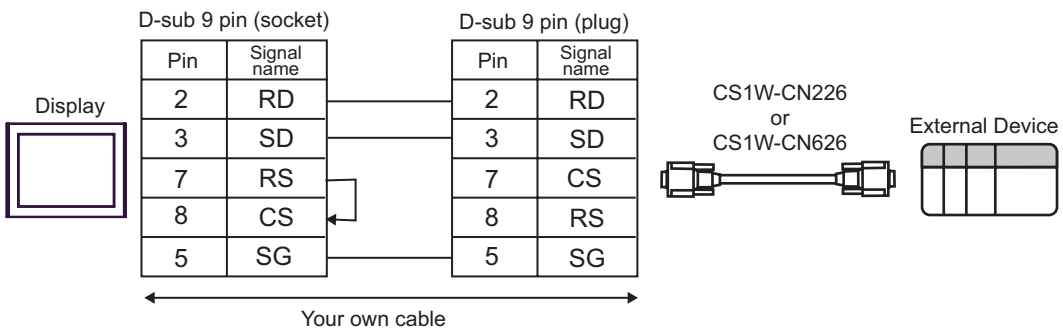 D-sub 9 pin (socket)
D-sub 9 pin (plug)
Pin Signal name
Pin Signal name
Display
2 RD 2 RD
3 SD 3 SD
7 RS 7 CS
8 CS 8 RS
5 SG 5 SG
CS1W-CN226
or
CS1W-CN626
External Device
Your own cable